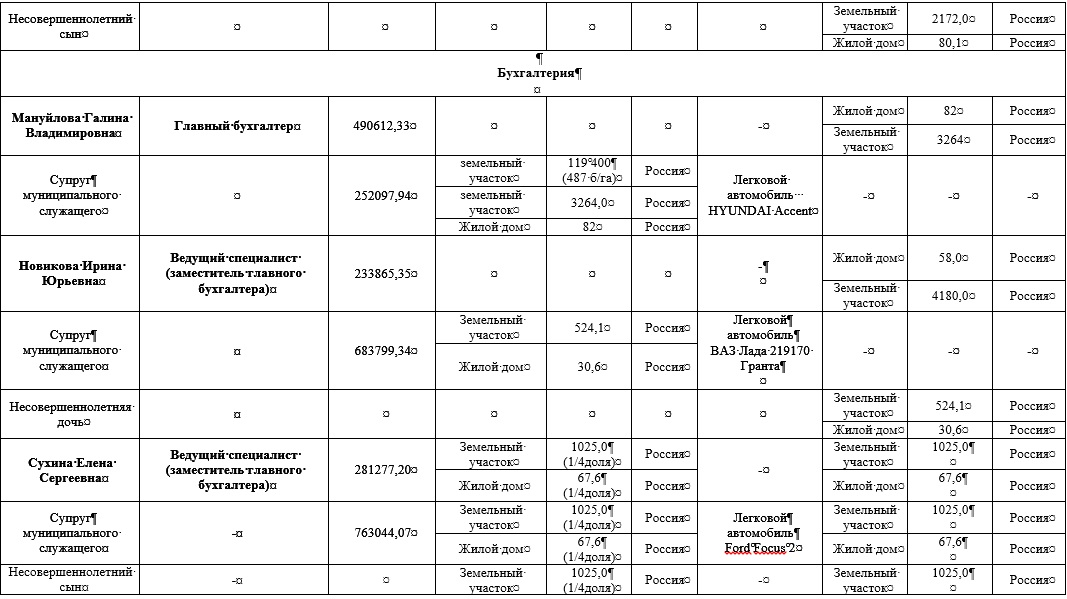 Несовершеннолетний сын¤ ¤ ¤ ¤ ¤ ¤ ¤ Земельный участок¤ 2172,0¤ Россия¤
Жилой дом¤ 80,1¤ Россия¤
¶
Бухгалтерия¶
¤
Мануйлова Галина Владимировна¤ Главный бухгалтер¤ 490612,33¤ ¤ ¤ ¤ -¤ Жилой дом¤ 82¤ Россия¤
Земельный участок¤ 3264¤ Россия¤
Супруг¶ муниципального служащего¤ ¤ 252097,94¤ земельный участок¤ 119°400¶ (487·б/га)¤ Россия¤ Легковой автомобиль HYUNDAI Accent¤ -¤ -¤ -¤
земельный участок¤ 3264,0¤ Россия¤
Жилой дом¤ 82¤ Россия¤
Новикова Ирина Юрьевна¤ Ведущий специалист (заместитель главного бухгалтера)¤ 233865,35¤ ¤ ¤ ¤ -¶ ¤ Жилой дом¤ 58,0¤ Россия¤
Земельный участок¤ 4180,0¤ Россия¤
Супруг¶ муниципального служащего¤ ¤ 683799,34¤ Земельный участок¤ 524,1¤ Россия¤ Легковой¶ автомобиль¶ ВАЗ Лада 219170 Гранта¶ ¤ -¤ -¤ -¤
Жилой дом¤ 30,6¤ Россия¤
Несовершеннолетняя дочь¤ ¤ ¤ ¤ ¤ ¤ ¤ Земельный участок¤ 524,1¤ Россия¤
Жилой дом¤ 30,6¤ Россия¤
Сухина Елена Сергеевна¤ Ведущий специалист (заместитель главного бухгалтера)¤ 281277,20¤ Земельный участок¤ 1025,0¶ (1/4доля)¤ Россия¤ -¤ Земельный участок¤ 1025,0¶ ¤ Россия¤
Жилой дом¤ 67,6¶ (1/4доля)¤ Россия¤ Жилой дом¤ 67,6¶ ¤ Россия¤
Супруг¶ муниципального служащего¤ -¤ 763044,07¤ Земельный участок¤ 1025,0¶ (1/4доля)¤ Россия¤ Легковой¶ автомобиль¶ Ford°Focus°2¤ Земельный участок¤ 1025,0¶ ¤ Россия¤
Жилой дом¤ 67,6¶ (1/4доля)¤ Россия¤ Жилой дом¤ 67,6¶ ¤ Россия¤
Несовершеннолетний сын¤ -¤ ¤ Земельный участок¤ 1025,0¶ (1/4доля)¤ Россия¤ -¤ Земельный участок¤ 1025,0¶ ¤ Россия¤